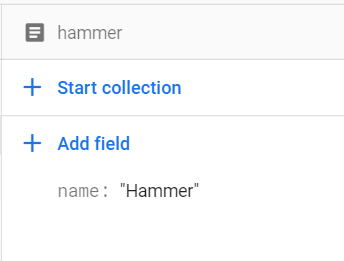 hammer
Start collection
Add field
name: "Hammer"